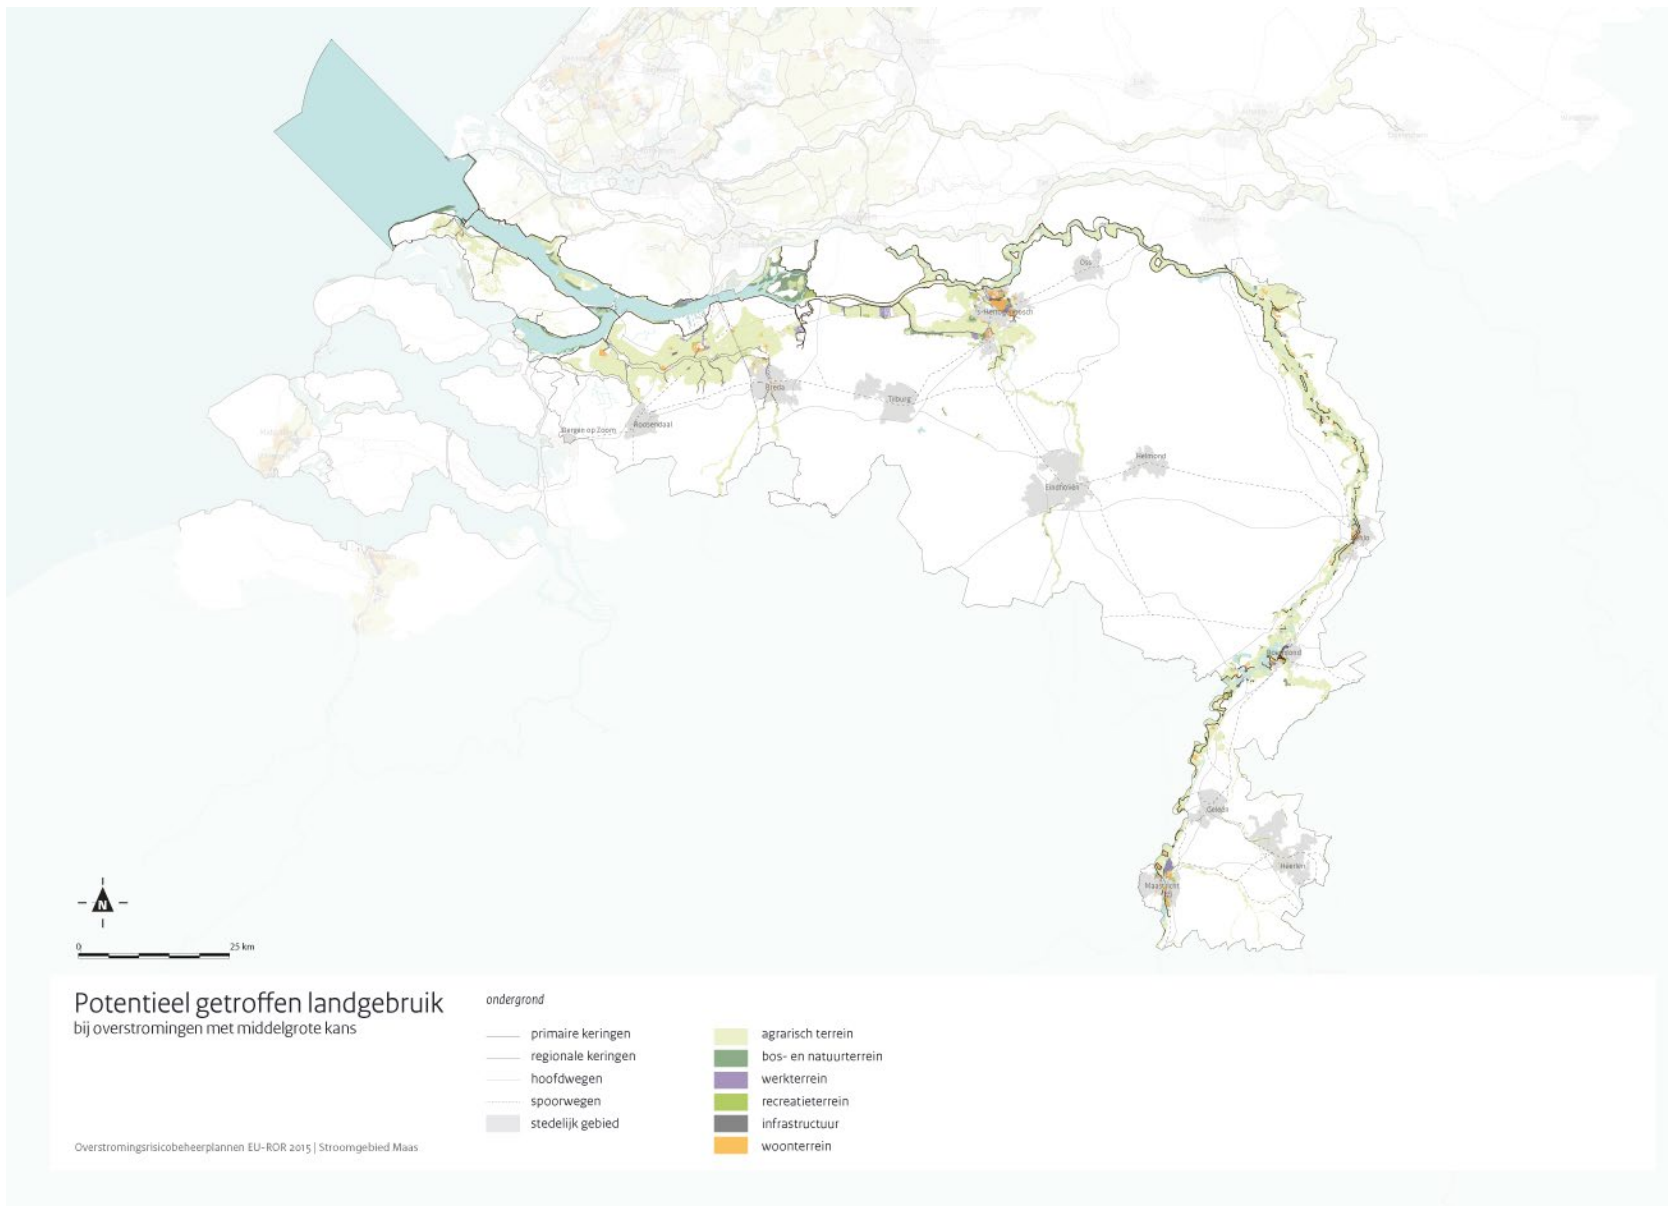 Oss
's-Hertogenbosch
Breda
Tilburg
Roosendaal
Bergen op Zoom
Helmond
Eindhoven
Venlo
Roermond
Geleen
Heerlen
Maastricht
N
0 25 km
Potentieel getroffen landgebruik
bij overstromingen met middelgrote kans
Overstromingsrisicobeheerplannen EU-ROR 2015 | Stroomgebied Maas
ondergrond
primaire keringen
regionale keringen
hoofdwegen
spoorwegen
stedelijk gebied
agrarisch terrein
bos- en natuurterrein
werkterrein
recreatieterrein
infrastructuur
woonterrein